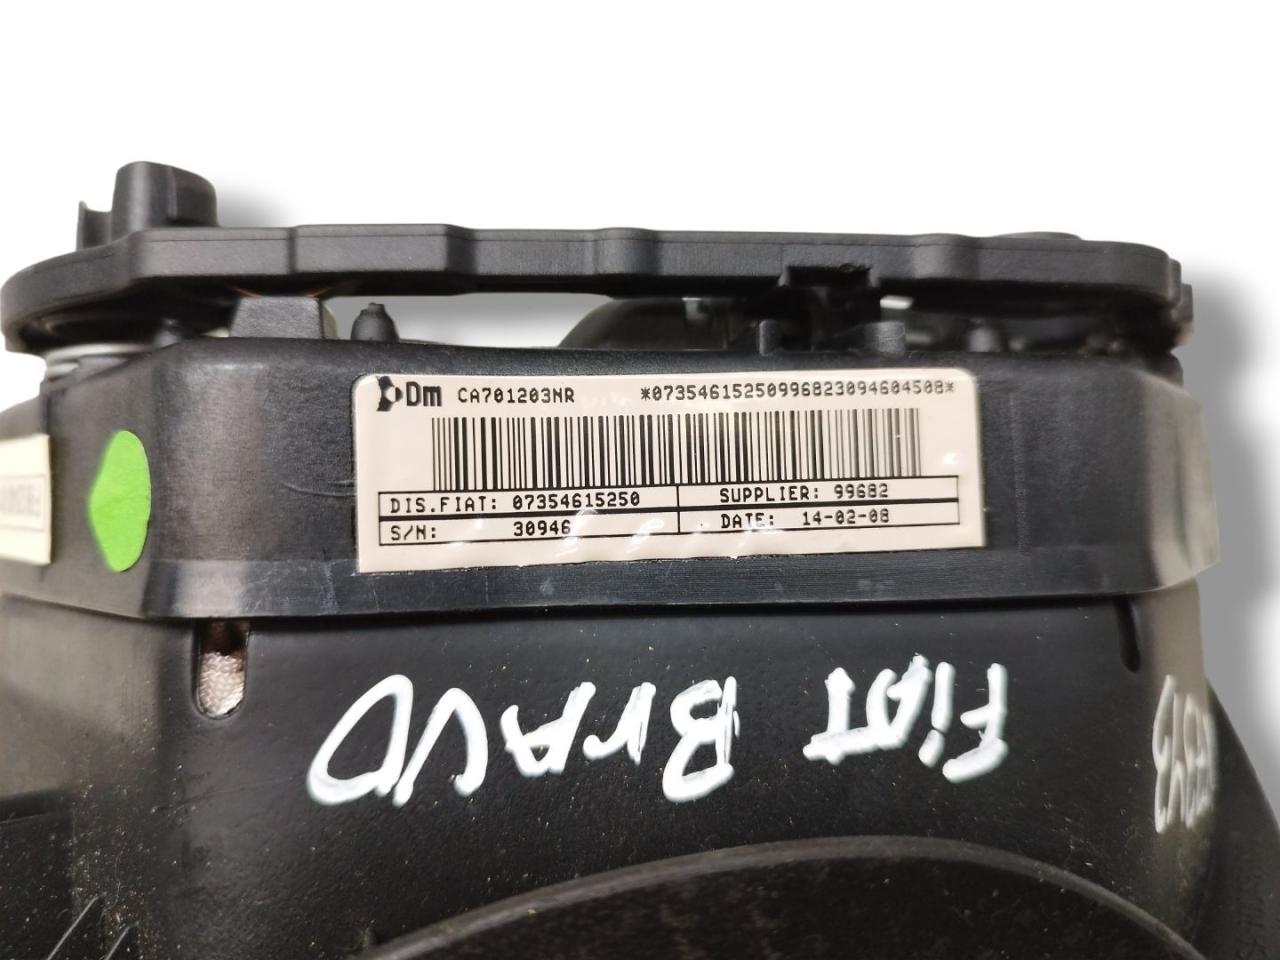 Dm CA701203NR *07354615250996823094604508*
DIS.FIAT: 07354615250 SUPPLIER: 99682
S/N: 30946 DATE: 14-02-08
FiAT BrAVO